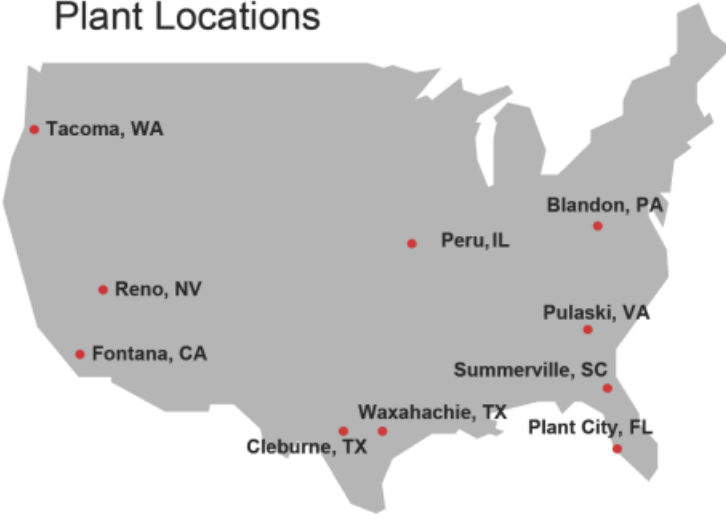 Plant Locations
Tacoma, WA
Blandon, PA
Peru, IL
Reno, NV
Pulaski, VA
Fontana, CA
Summerville, SC
Waxahachie, TX
Plant City, FL
Cleburne, TX